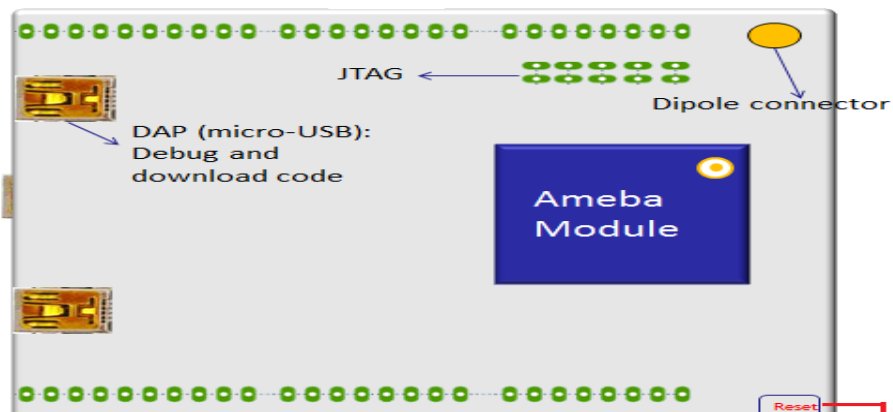 JTAG
Dipole connector
DAP (micro-USB):
Debug and
download code
Ameba
Module
Reset